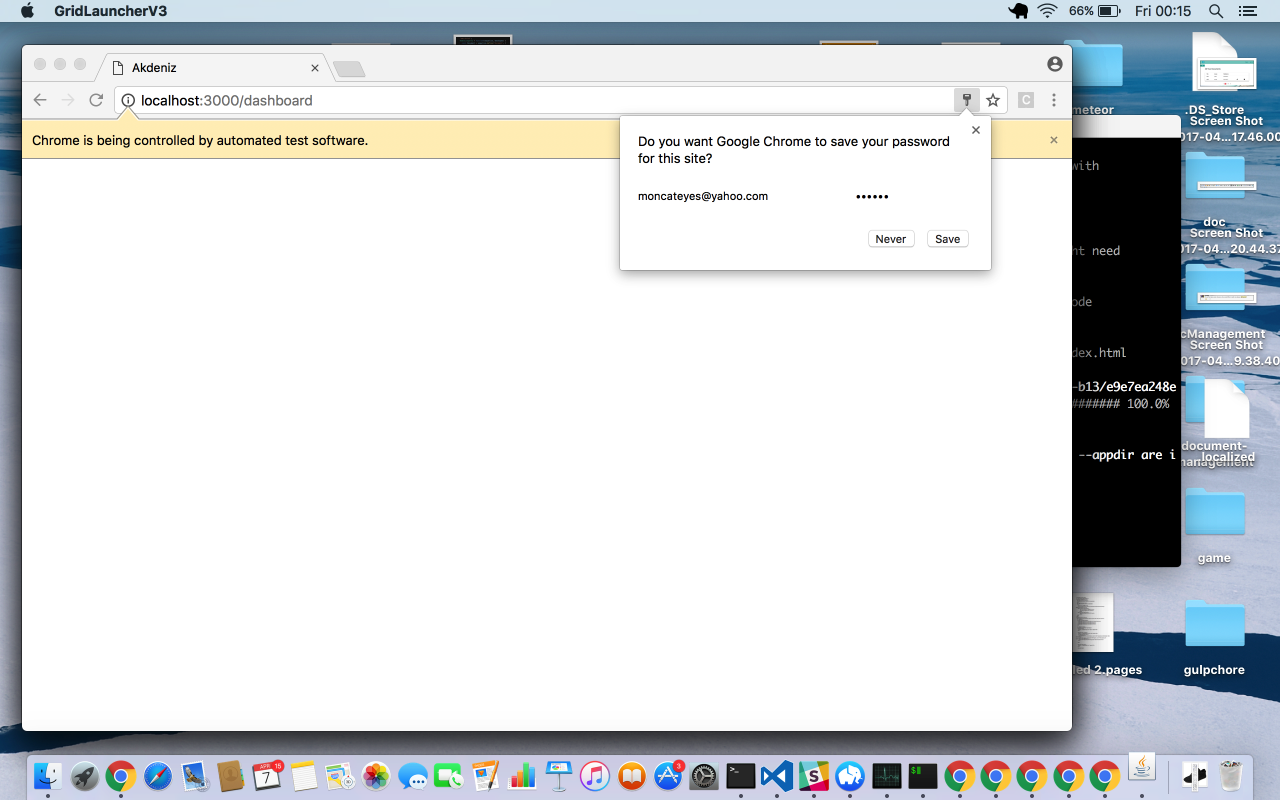 GridLauncherV3
66%
Fri 00:15
Akdeniz
localhost:3000/dashboard
C
Chrome is being controlled by automated test software.
Do you want Google Chrome to save your password
for this site?
moncateyes@yahoo.com
••••••
Never
Save
meteor
.DS_Store
Screen Shot
017-04...17.46.00
with
doc
Screen Shot
017-04...20.44.37
ht need
ode
cManagement
Screen Shot
017-04...9.38.40
dex.html
-b13/e9e7ea248e
####### 100.0%
document-
localized
management
--appdir are i
game
led 2.pages
gulpchore
APR
7
15
3